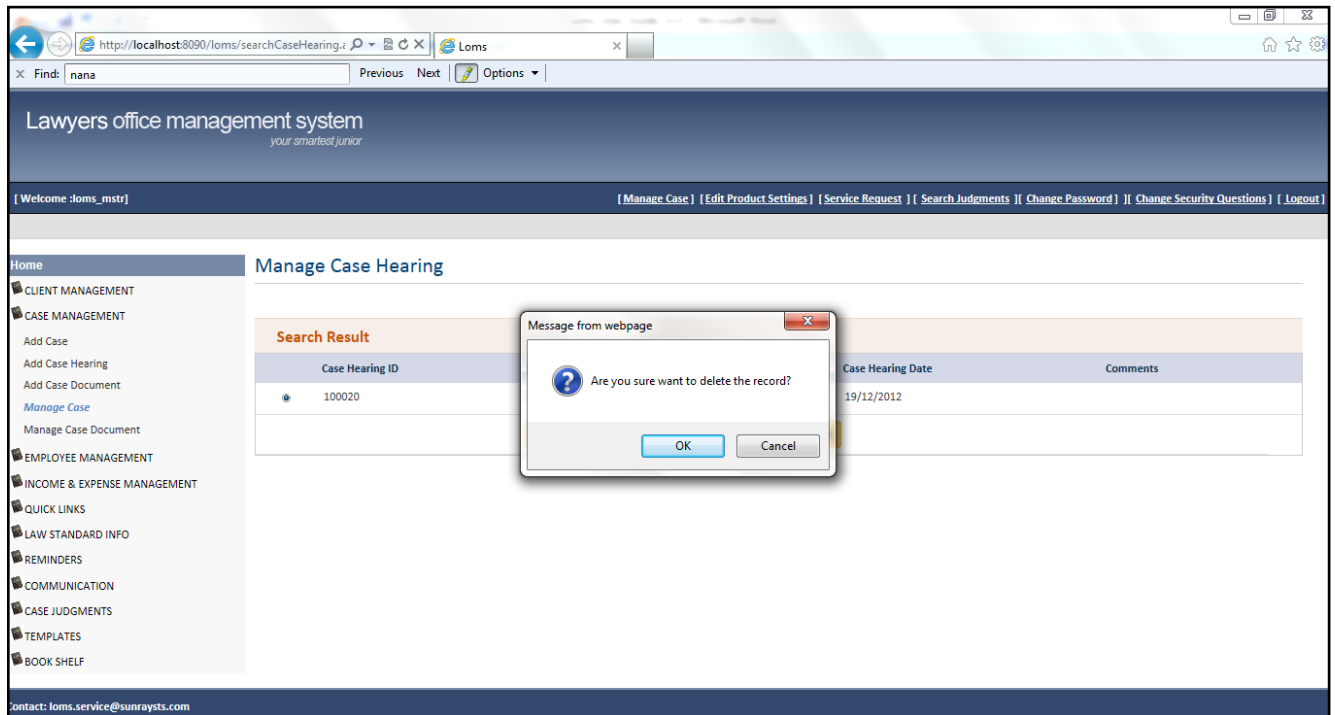 http://localhost:8090/loms/searchCaseHearing.a
Loms
x Find: nana Previous Next Options
Lawyers office management system
your smartest junior
[ Welcome :loms_mstr] [ Manage Case ] [ Edit Product Settings ] [ Service Request ] [ Search Judgments ][ Change Password ] ][ Change Security Questions ] [ Logout ]
Home
CLIENT MANAGEMENT
CASE MANAGEMENT
Add Case
Add Case Hearing
Add Case Document
Manage Case
Manage Case Document
EMPLOYEE MANAGEMENT
INCOME & EXPENSE MANAGEMENT
QUICK LINKS
LAW STANDARD INFO
REMINDERS
COMMUNICATION
CASE JUDGMENTS
TEMPLATES
BOOK SHELF
Manage Case Hearing
Search Result
Case Hearing ID Case Hearing Date Comments
100020 19/12/2012
Message from webpage
Are you sure want to delete the record?
OK Cancel
Contact: loms.service@sunraysts.com